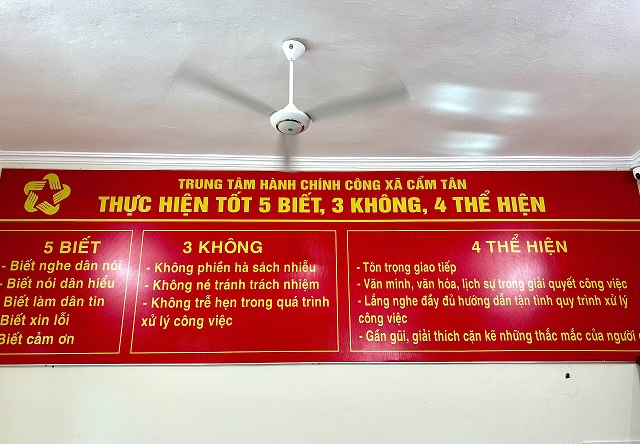 TRUNG TÂM HÀNH CHÍNH CÔNG XÃ CẨM TÂN
THỰC HIỆN TỐT 5 BIẾT, 3 KHÔNG, 4 THỂ HIỆN
5 BIẾT
- Biết nghe dân nói
- Biết nói dân hiểu
Biết làm dân tin
Biết xin lỗi
Biết cảm ơn
3 KHÔNG
- Không phiền hà sách nhiễu
- Không né tránh trách nhiệm
- Không trễ hẹn trong quá trình
xử lý công việc
4 THỂ HIỆN
- Tôn trọng giao tiếp
- Văn minh, văn hóa, lịch sự trong giải quyết công việc
- Lắng nghe đầy đủ hướng dẫn tận tình quy trình xử lý
công việc
- Gần gũi, giải thích cặn kẽ những thắc mắc của người